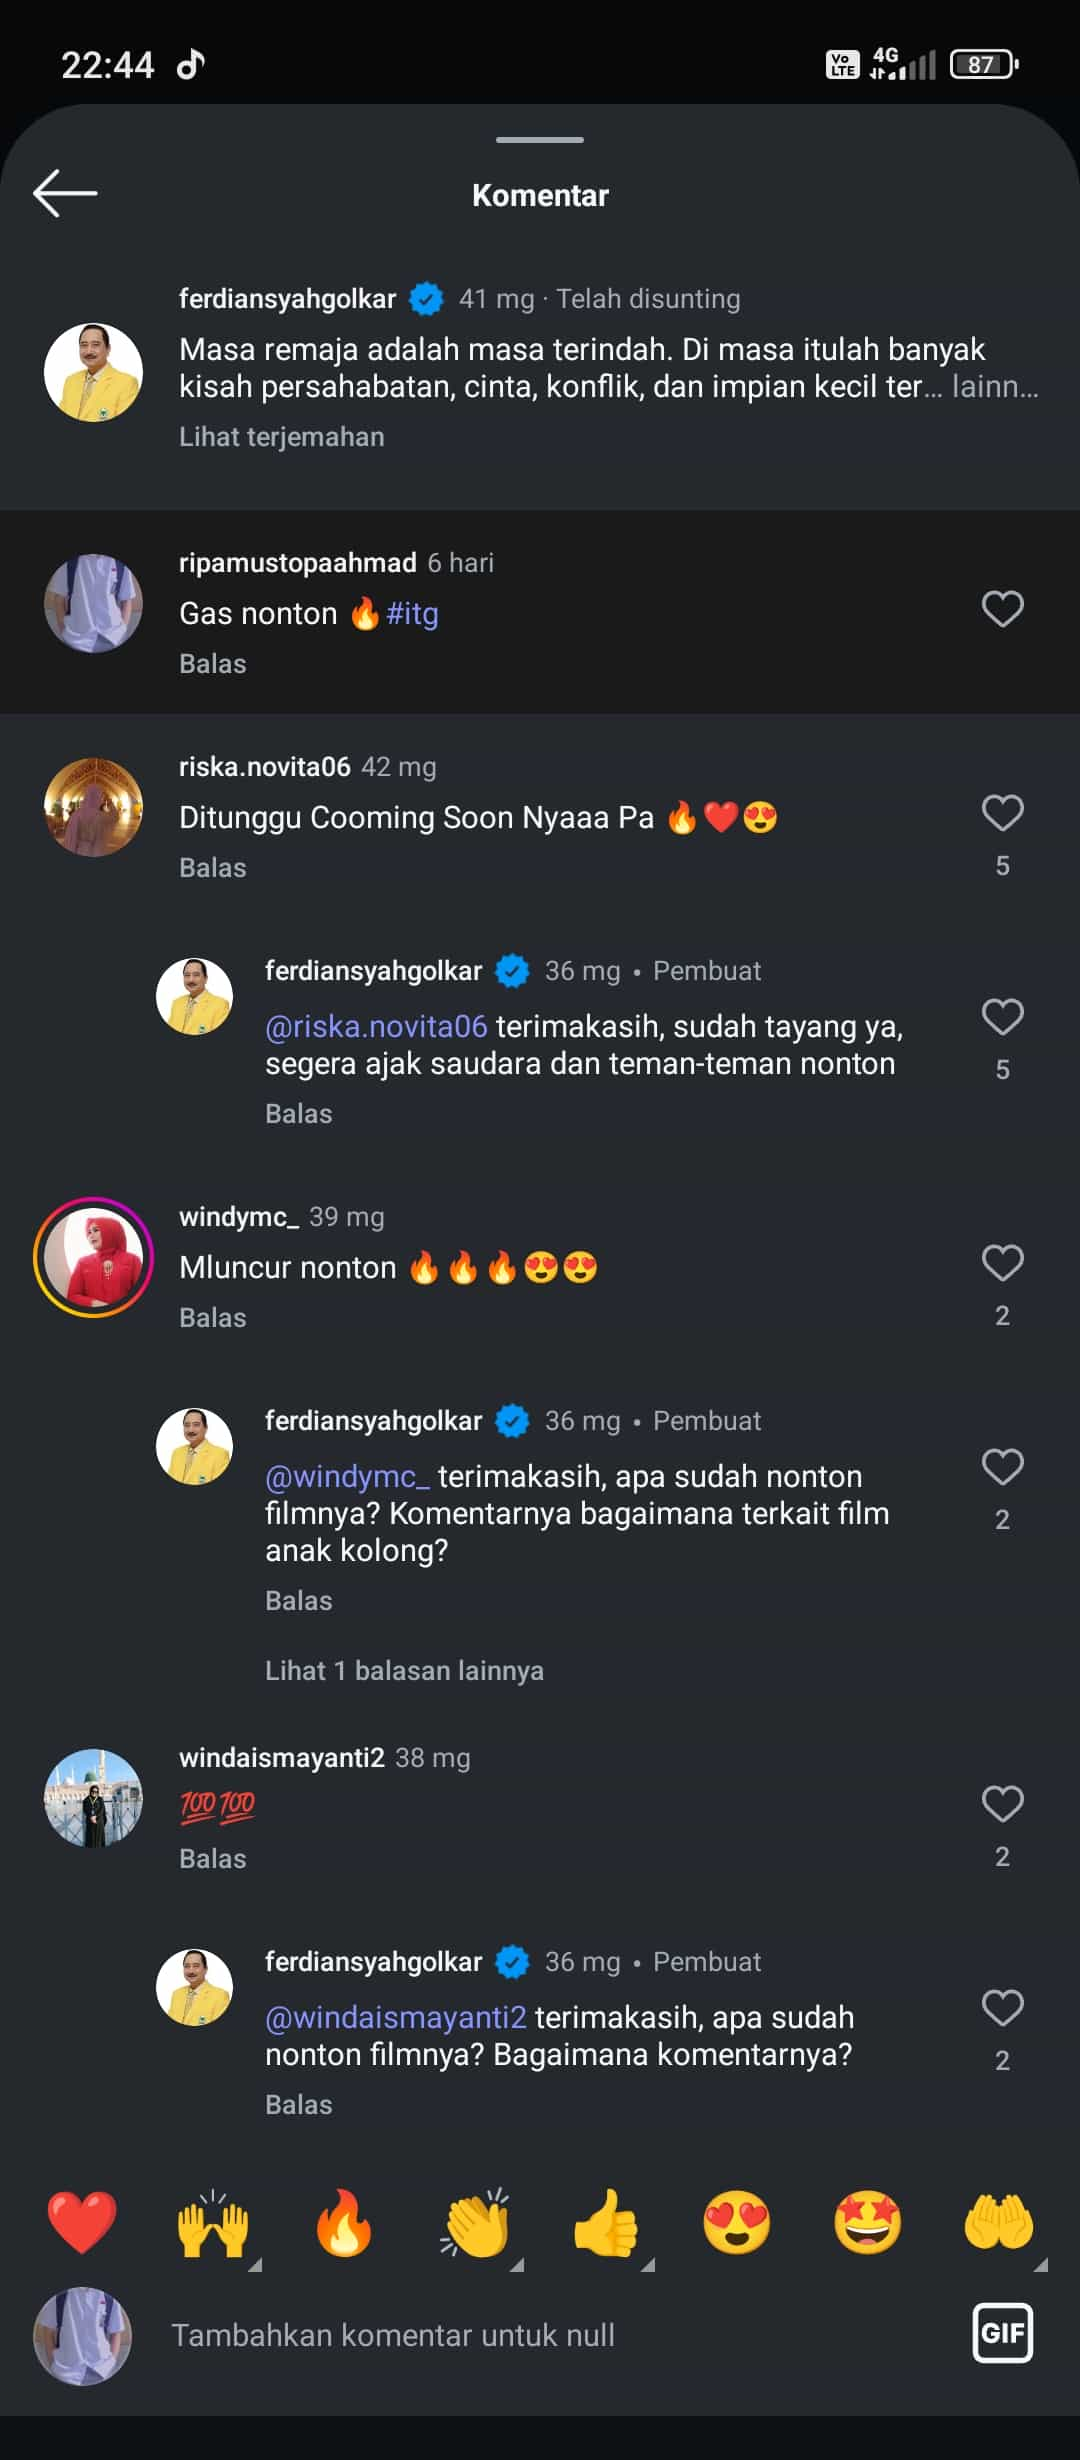 22:44
Vo LTE 4G 87
Komentar
ferdiansyahgolkar 41 mg · Telah disunting
Masa remaja adalah masa terindah. Di masa itulah banyak
kisah persahabatan, cinta, konflik, dan impian kecil ter... lainn...
Lihat terjemahan
ripamustopaahmad 6 hari
Gas nonton 🔥#itg
Balas
riska.novita06 42 mg
Ditunggu Cooming Soon Nyaaa Pa 🔥❤️😍
Balas
5
ferdiansyahgolkar 36 mg • Pembuat
@riska.novita06 terimakasih, sudah tayang ya,
segera ajak saudara dan teman-teman nonton
5
Balas
windymc_ 39 mg
Mluncur nonton 🔥🔥🔥😍😍
Balas
2
ferdiansyahgolkar 36 mg • Pembuat
@windymc_ terimakasih, apa sudah nonton
filmnya? Komentarnya bagaimana terkait film
anak kolong?
2
Balas
Lihat 1 balasan lainnya
windaismayanti2 38 mg
💯💯
Balas
2
ferdiansyahgolkar 36 mg • Pembuat
@windaismayanti2 terimakasih, apa sudah
nonton filmnya? Bagaimana komentarnya?
2
Balas
❤️🙌🔥👏👍😍🤩🤲
Tambahkan komentar untuk null
GIF